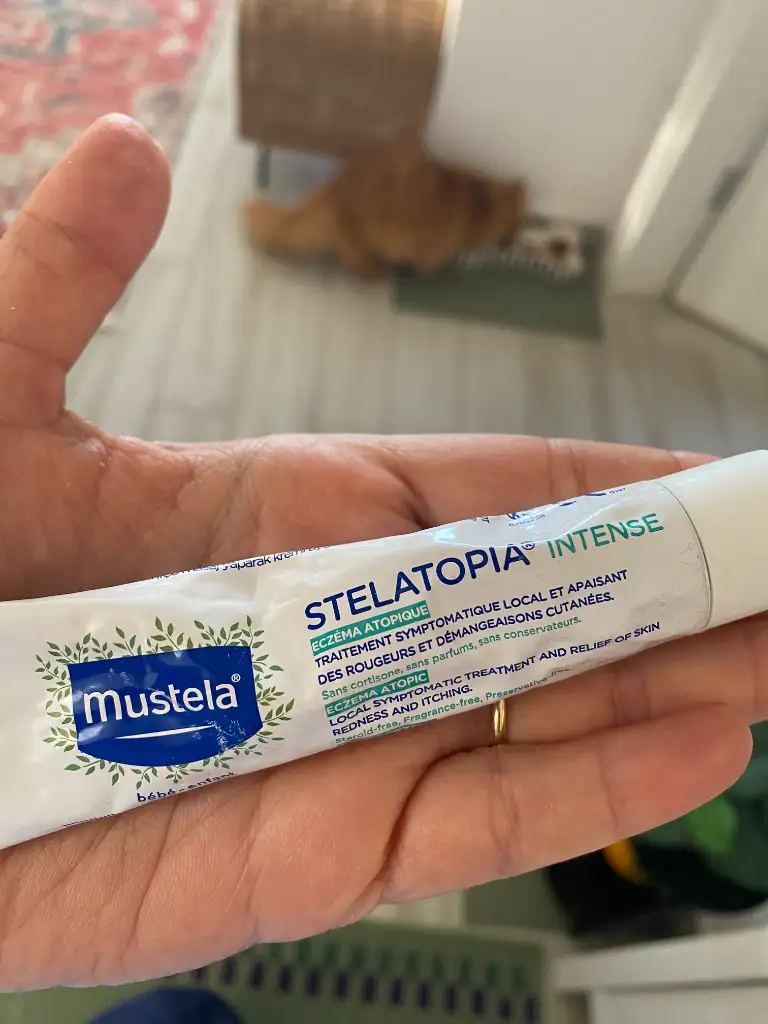 STELATOPIA® INTENSE
ECZÉMA ATOPIQUE
TRAITEMENT SYMPTOMATIQUE LOCAL ET APAISANT
DES ROUGEURS ET DÉMANGEAISONS CUTANÉES.
Sans cortisone, sans parfums, sans conservateurs.
ECZEMA ATOPIC
LOCAL SYMPTOMATIC TREATMENT AND RELIEF OF SKIN
REDNESS AND ITCHING.
Steroid-free, Fragrance-free, Preservative-free
mustela®
bébé-enfant